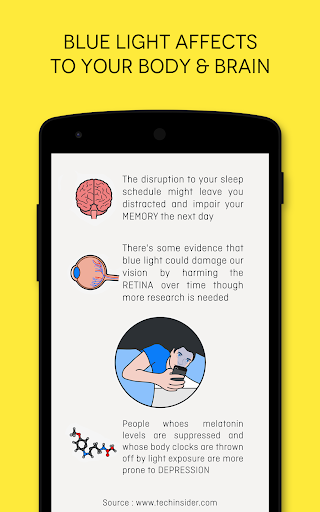 BLUE LIGHT AFFECTS
TO YOUR BODY & BRAIN
The disruption to your sleep
schedule might leave you
distracted and impair your
MEMORY the next day
There's some evidence that
blue light could damage our
vision by harming the
RETINA over time though
more research is needed
People whoes melatonin
levels are suppressed and
whose body clocks are thrown
off by light exposure are more
prone to DEPRESSION
Source : www.techinsider.com